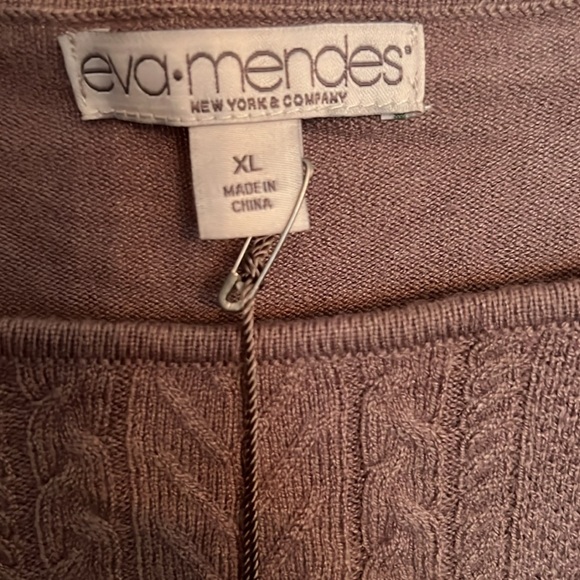 eva·mendes®
NEW YORK & COMPANY
XL
MADE IN
CHINA